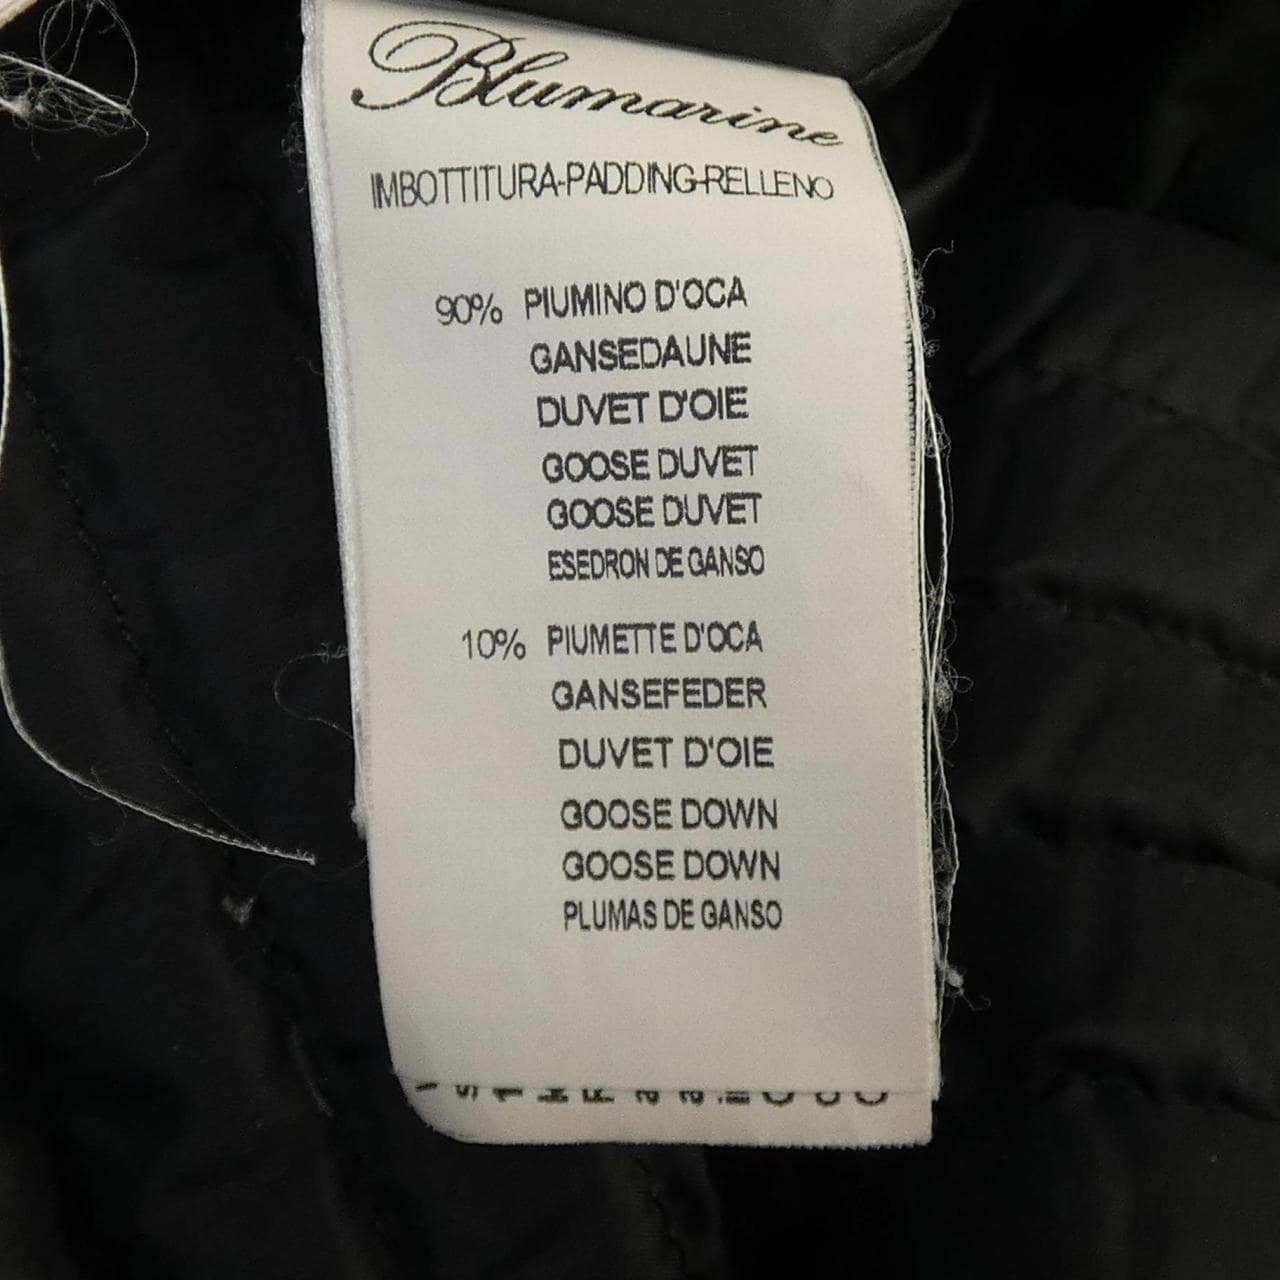 Blumarine
IMBOTTITURA-PADDING-RELLENO
90% PIUMINO D'OCA
GANSEDAUNE
DUVET D'OIE
GOOSE DUVET
GOOSE DUVET
ESEDRON DE GANSO
10% PIUMETTE D'OCA
GANSEFEDER
DUVET D'OIE
GOOSE DOWN
GOOSE DOWN
PLUMAS DE GANSO